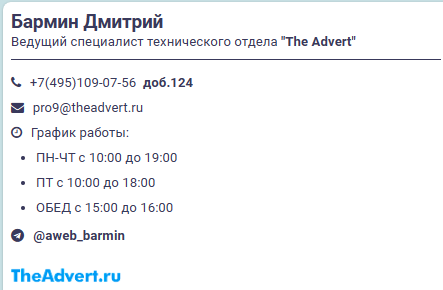 Бармин Дмитрий
Ведущий специалист технического отдела "The Advert"
+7(495)109-07-56 доб.124
pro9@theadvert.ru
График работы:
ПН-ЧТ с 10:00 до 19:00
ПТ с 10:00 до 18:00
ОБЕД с 15:00 до 16:00
@aweb_barmin
TheAdvert.ru